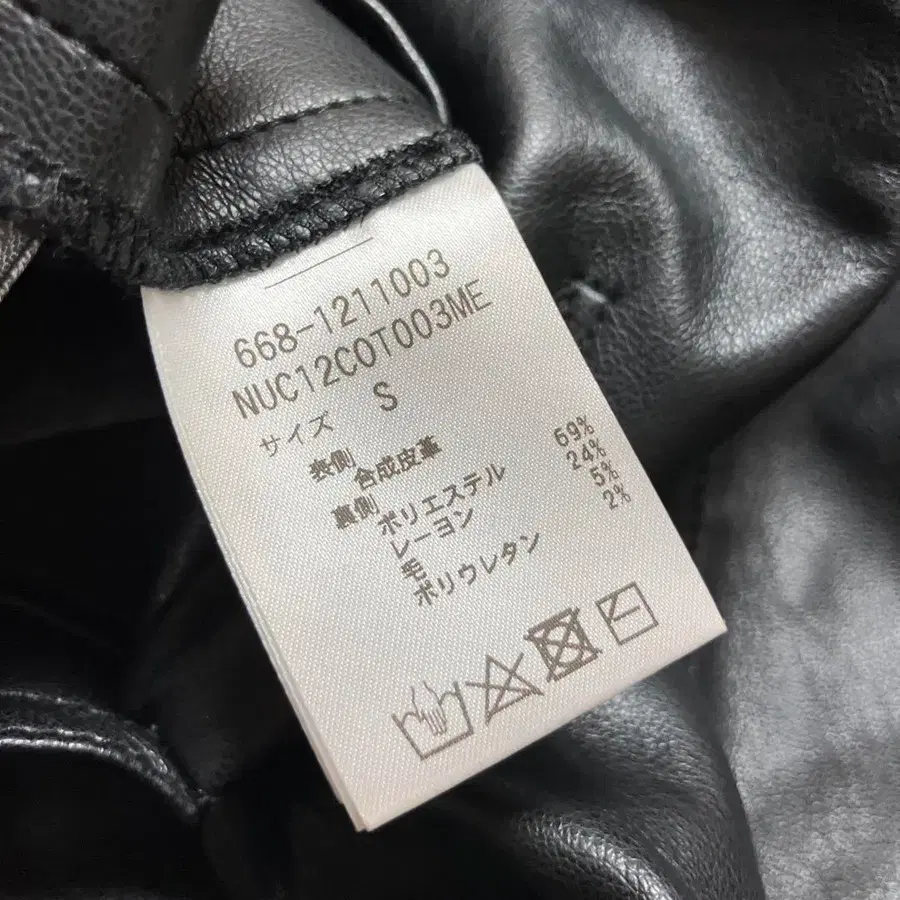 668-1211003
NUC12COT003ME
サイズ S
表側
合成皮革
裏側
ポリエステル 69%
レーヨン 24%
毛 5%
ポリウレタン 2%